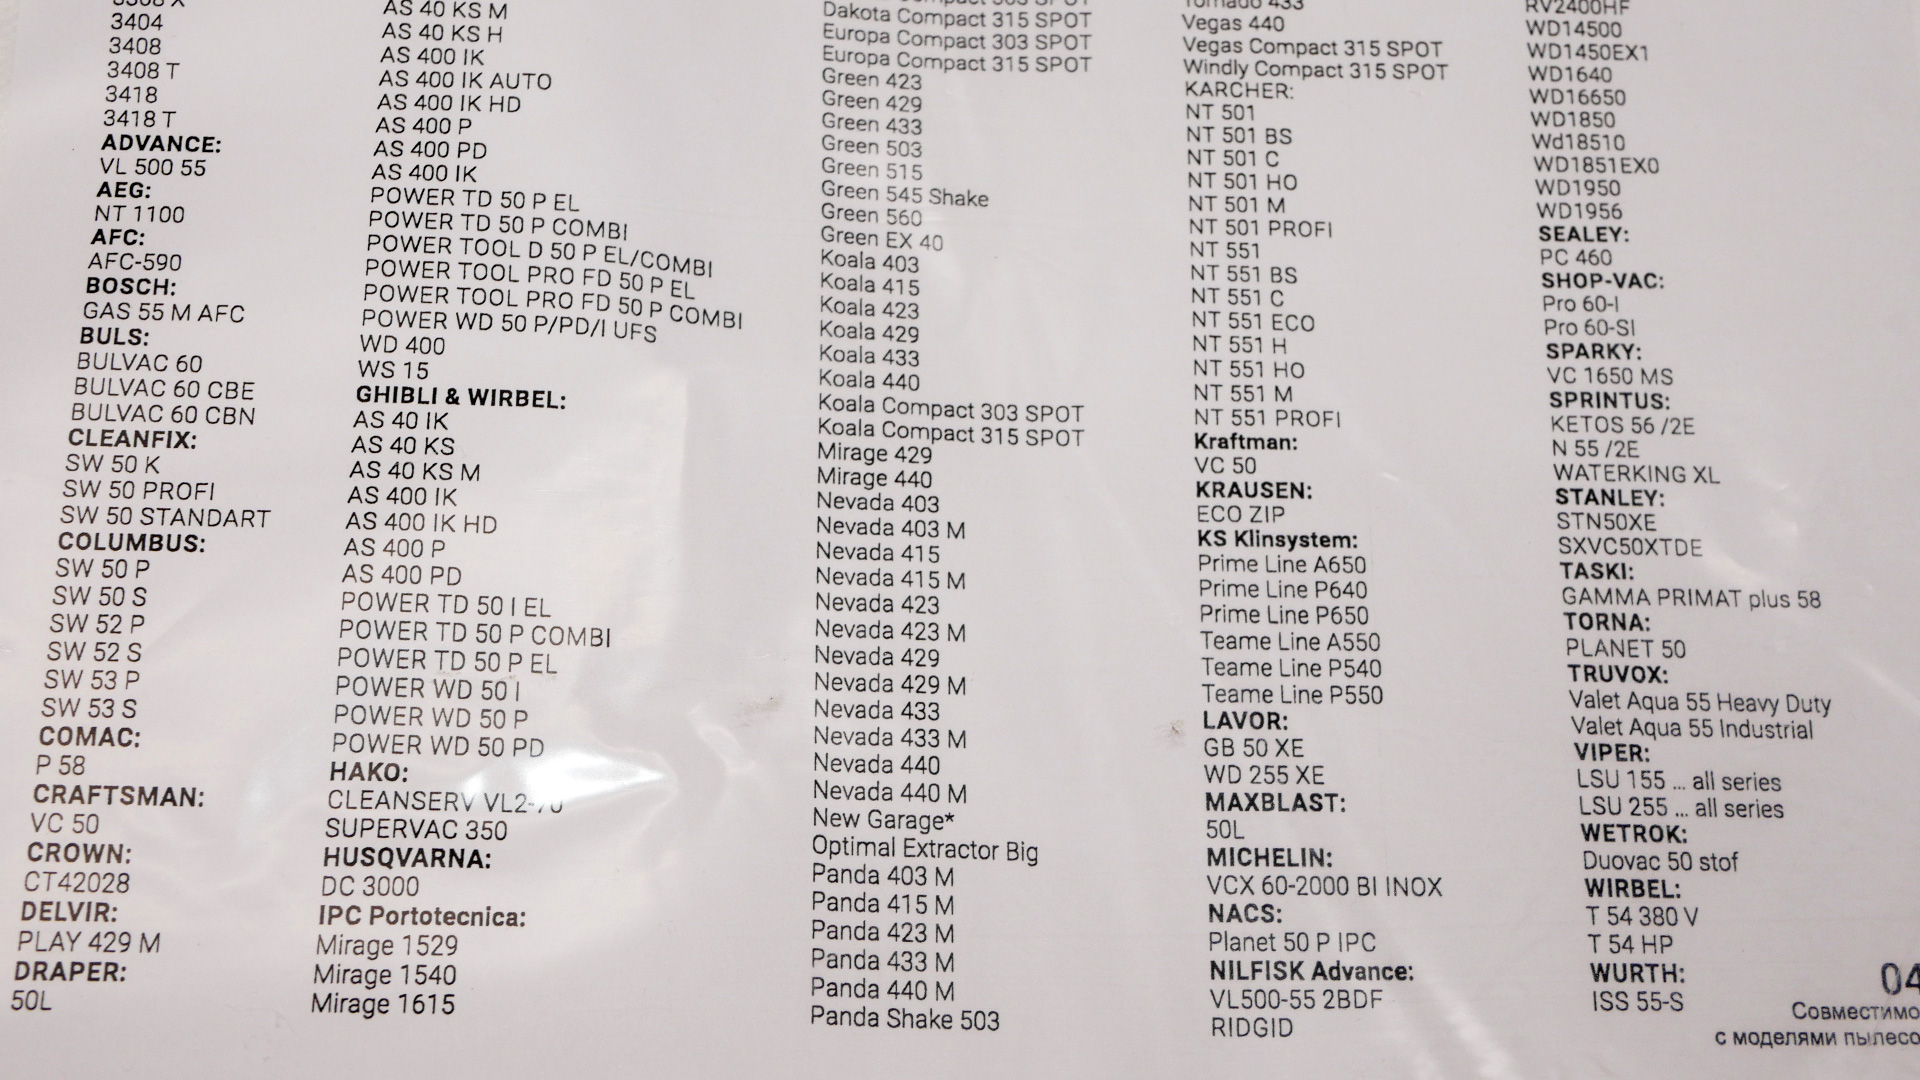 3404
3408
3408 T
3418
3418 T
ADVANCE:
VL 500 55
AEG:
NT 1100
AFC:
AFC-590
BOSCH:
GAS 55 M AFC
BULS:
BULVAC 60
BULVAC 60 CBE
BULVAC 60 CBN
CLEANFIX:
SW 50 K
SW 50 PROFI
SW 50 STANDART
COLUMBUS:
SW 50 P
SW 50 S
SW 52 P
SW 52 S
SW 53 P
SW 53 S
COMAC:
P 58
CRAFTSMAN:
VC 50
CROWN:
CT42028
DELVIR:
PLAY 429 M
DRAPER:
50L
AS 40 KS M
AS 40 KS H
AS 400 IK
AS 400 IK AUTO
AS 400 IK HD
AS 400 P
AS 400 PD
AS 400 IK
POWER TD 50 P EL
POWER TD 50 P COMBI
POWER TOOL D 50 P EL/COMBI
POWER TOOL PRO FD 50 P EL
POWER TOOL PRO FD 50 P COMBI
POWER WD 50 P/PD/I UFS
WD 400
WS 15
GHIBLI & WIRBEL:
AS 40 IK
AS 40 KS
AS 40 KS M
AS 400 IK
AS 400 IK HD
AS 400 P
AS 400 PD
POWER TD 50 I EL
POWER TD 50 P COMBI
POWER TD 50 P EL
POWER WD 50 I
POWER WD 50 P
POWER WD 50 PD
HAKO:
CLEANSERV VL2-70
SUPERVAC 350
HUSQVARNA:
DC 3000
IPC Portotecnica:
Mirage 1529
Mirage 1540
Mirage 1615
Dakota Compact 315 SPOT
Europa Compact 303 SPOT
Europa Compact 315 SPOT
Green 423
Green 429
Green 433
Green 503
Green 515
Green 545 Shake
Green 560
Green EX 40
Koala 403
Koala 415
Koala 423
Koala 429
Koala 433
Koala 440
Koala Compact 303 SPOT
Koala Compact 315 SPOT
Mirage 429
Mirage 440
Nevada 403
Nevada 403 M
Nevada 415
Nevada 415 M
Nevada 423
Nevada 423 M
Nevada 429
Nevada 429 M
Nevada 433
Nevada 433 M
Nevada 440
Nevada 440 M
New Garage*
Optimal Extractor Big
Panda 403 M
Panda 415 M
Panda 423 M
Panda 433 M
Panda 440 M
Panda Shake 503
Tornado 433
Vegas 440
Vegas Compact 315 SPOT
Windly Compact 315 SPOT
KARCHER:
NT 501
NT 501 BS
NT 501 C
NT 501 HO
NT 501 M
NT 501 PROFI
NT 551
NT 551 BS
NT 551 C
NT 551 ECO
NT 551 H
NT 551 HO
NT 551 M
NT 551 PROFI
Kraftman:
VC 50
KRAUSEN:
ECO ZIP
KS Klinsystem:
Prime Line A650
Prime Line P640
Prime Line P650
Teame Line A550
Teame Line P540
Teame Line P550
LAVOR:
GB 50 XE
WD 255 XE
MAXBLAST:
50L
MICHELIN:
VCX 60-2000 BI INOX
NACS:
Planet 50 P IPC
NILFISK Advance:
VL500-55 2BDF
RIDGID
RV2400HF
WD14500
WD1450EX1
WD1640
WD16650
WD1850
Wd18510
WD1851EX0
WD1950
WD1956
SEALEY:
PC 460
SHOP-VAC:
Pro 60-I
Pro 60-SI
SPARKY:
VC 1650 MS
SPRINTUS:
KETOS 56 /2E
N 55 /2E
WATERKING XL
STANLEY:
STN50XE
SXVC50XTDE
TASKI:
GAMMA PRIMAT plus 58
TORNA:
PLANET 50
TRUVOX:
Valet Aqua 55 Heavy Duty
Valet Aqua 55 Industrial
VIPER:
LSU 155 ... all series
LSU 255 ... all series
WETROK:
Duovac 50 stof
WIRBEL:
T 54 380 V
T 54 HP
WURTH:
ISS 55-S
04
Совместимо
с моделями пылесо